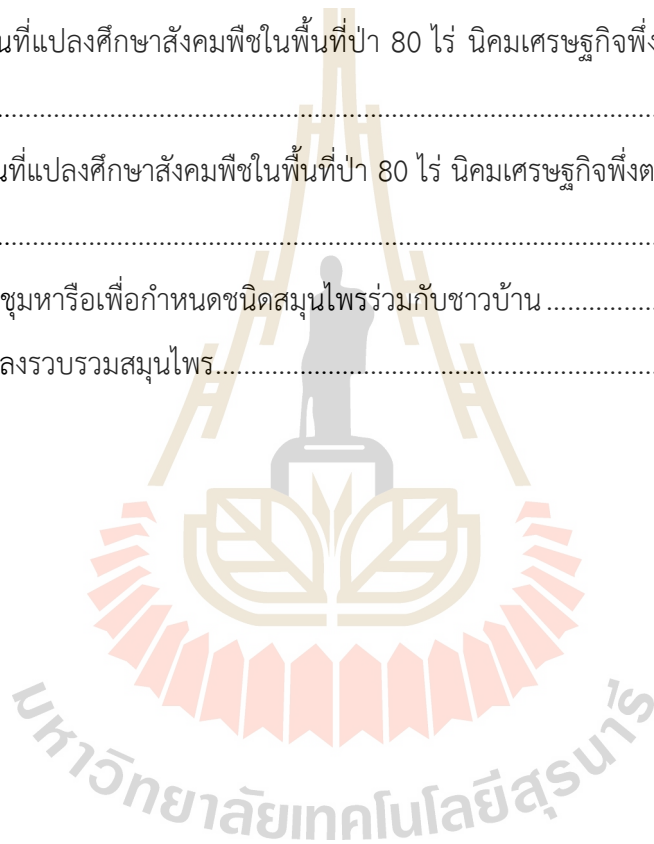 นที่แปลงศึกษาสังคมพืชในพื้นที่ป่า 80 ไร่ นิคมเศรษฐกิจพึ่ง
................................................................................
นที่แปลงศึกษาสังคมพืชในพื้นที่ป่า 80 ไร่ นิคมเศรษฐกิจพึ่งต
................................................................................
ชุมหารือเพื่อกำหนดชนิดสมุนไพรร่วมกับชาวบ้าน ....................
ลงรวบรวมสมุนไพร................................................................
มหาวิทยาลัยเทคโนโลยีสุรนารี